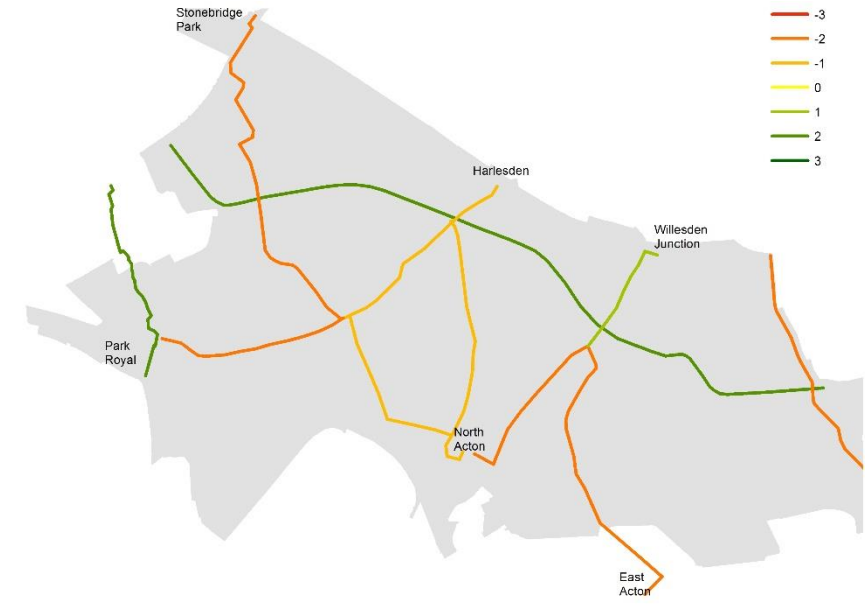 Stonebridge
Park
-3
-2
-1
0
1
2
3
Harlesden
Willesden
Junction
Park
Royal
North
Acton
East
Acton